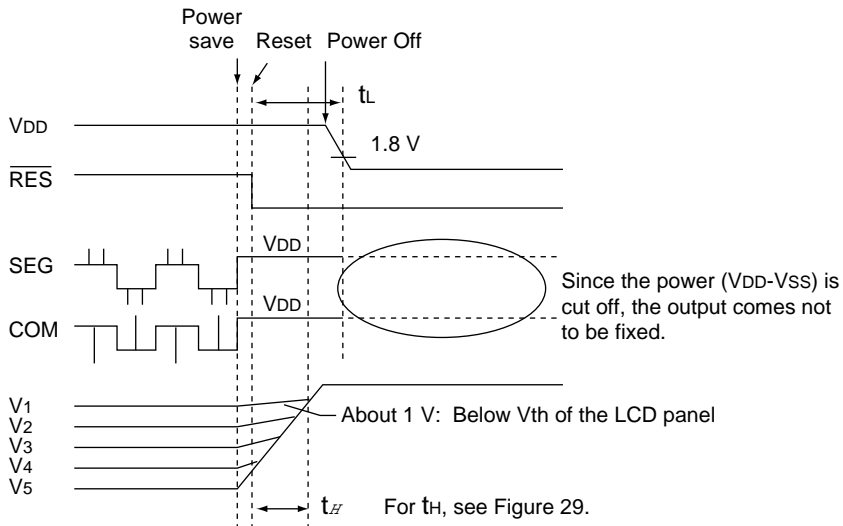 Power
save
Reset
Power Off
tL
VDD
1.8 V
RES
VDD
SEG
Since the power (VDD-VSS) is
cut off, the output comes not
to be fixed.
VDD
COM
V1
About 1 V: Below Vth of the LCD panel
V2
V3
V4
V5
tH
For tH, see Figure 29.